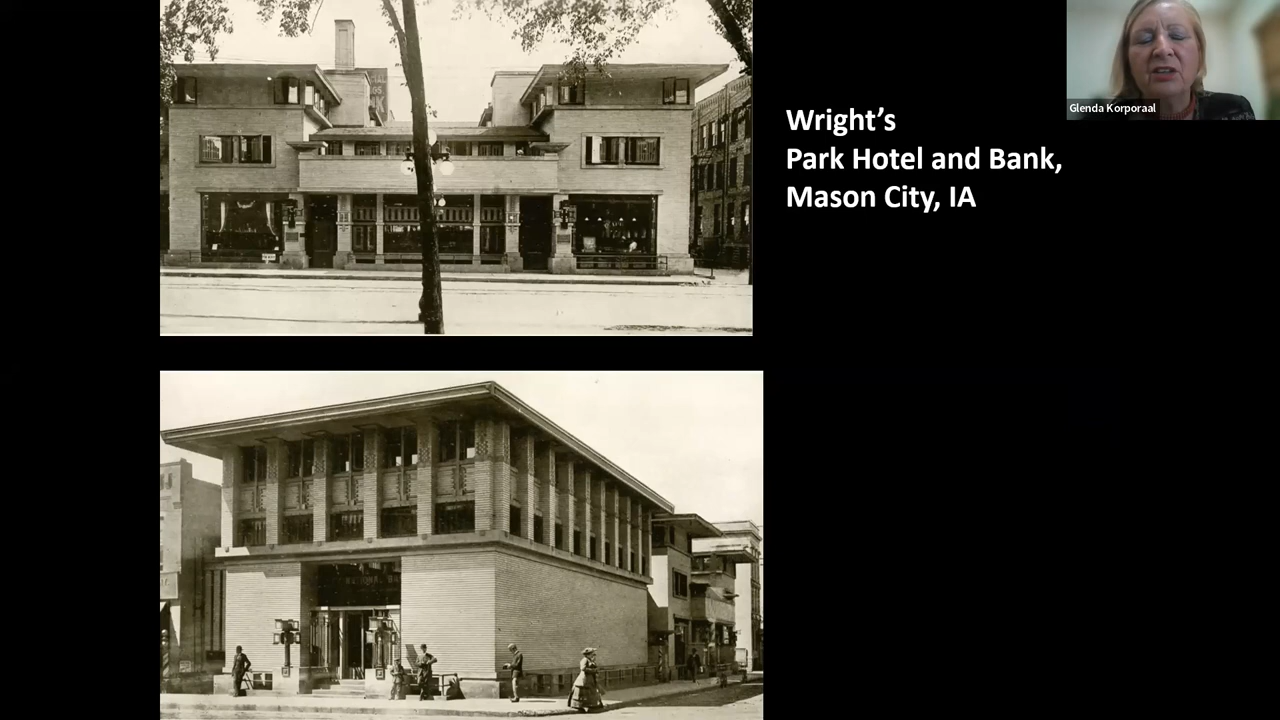 Wright’s
Park Hotel and Bank,
Mason City, IA
Glenda Korporaal